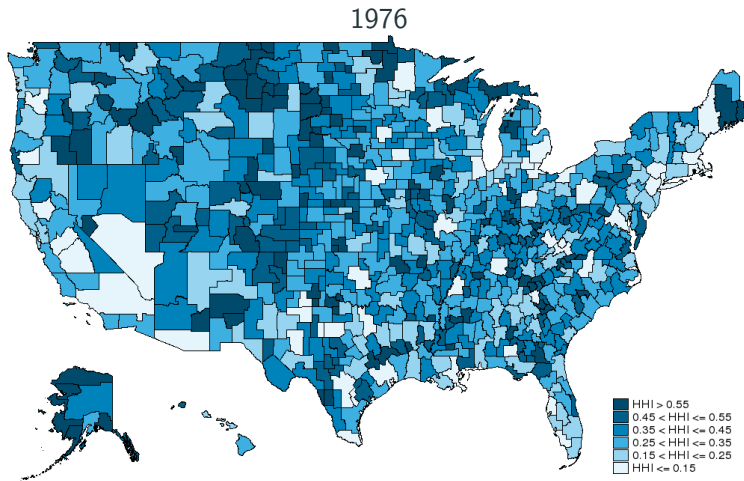 1976
HHI > 0.55
0.45 < HHI <= 0.55
0.35 < HHI <= 0.45
0.25 < HHI <= 0.35
0.15 < HHI <= 0.25
HHI <= 0.15